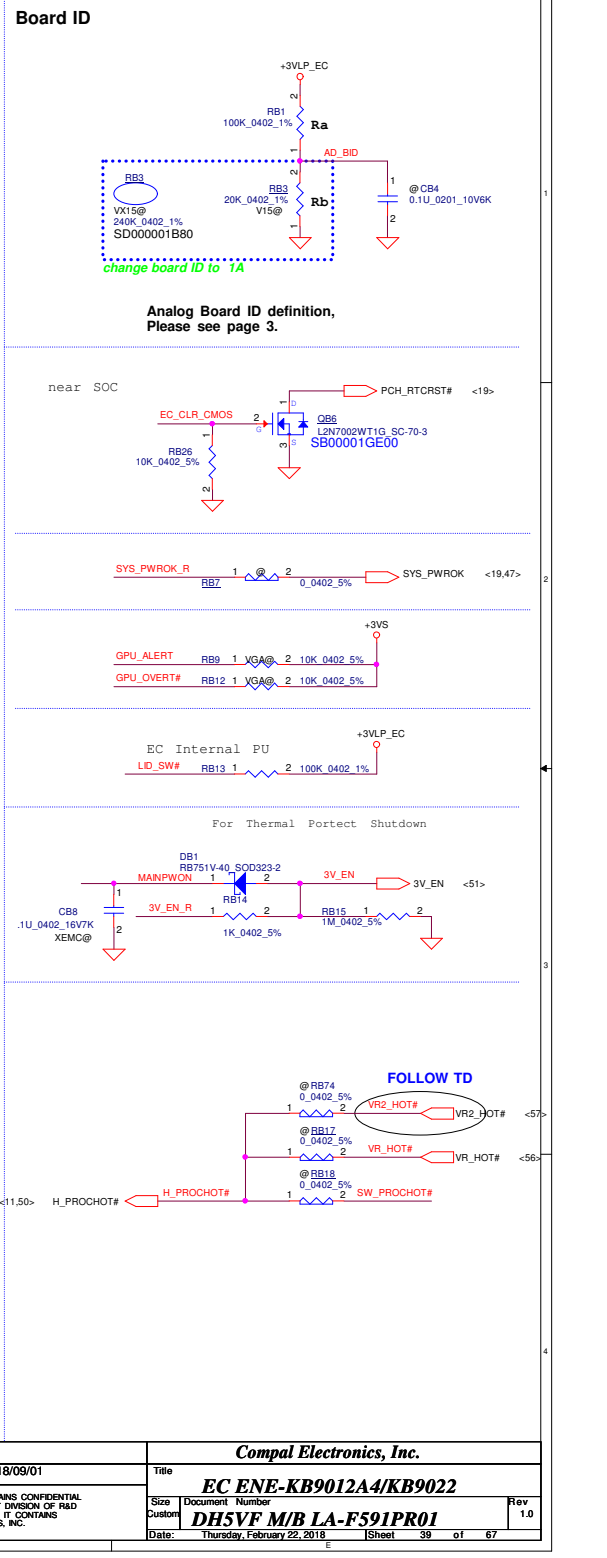 Board ID
+3VLP_EC
2
RB1
100K_0402_1%
Ra
1
AD_BID
RB3
VX15@
240K_0402_1%
SD000001B80
2
RB3
20K_0402_1%
V15@
Rb
1
1
@ CB4
0.1U_0201_10V6K
2
1
change board ID to 1A
Analog Board ID definition,
Please see page 3.
near SOC
PCH_RTCRST# <19>
EC_CLR_CMOS
2
G
1
D
S
3
QB6
L2N7002WT1G_SC-70-3
SB00001GE00
1
RB26
10K_0402_5%
2
SYS_PWROK_R
1 @ 2
RB7
0_0402_5%
SYS_PWROK <19,47>
2
+3VS
GPU_ALERT RB9 1 VGA@ 2 10K_0402_5%
GPU_OVERT# RB12 1 VGA@ 2 10K_0402_5%
+3VLP_EC
EC Internal PU
LID_SW# RB13 1 2 100K_0402_1%
For Thermal Portect Shutdown
DB1
RB751V-40_SOD323-2
MAINPWON 1 2 3V_EN
3V_EN <51>
1
CB8
.1U_0402_16V7K
XEMC@
2
3V_EN_R 1 RB14 2
1K_0402_5%
RB15 1 2
1M_0402_5%
3
FOLLOW TD
@ RB74
0_0402_5%
1 2 VR2_HOT#
VR2_HOT# <57>
@ RB17
0_0402_5%
1 2 VR_HOT#
VR_HOT# <56>
@ RB18
0_0402_5%
1 2 SW_PROCHOT#
<11,50> H_PROCHOT# H_PROCHOT#
4
Compal Electronics, Inc.
8/09/01
Title
EC ENE-KB9012A4/KB9022
AINS CONFIDENTIAL
DIVISION OF R&D
IT CONTAINS
S, INC.
Size Document Number Rev
Custom DH5VF M/B LA-F591PR01 1.0
Date: Thursday, February 22, 2018 Sheet 39 of 67
E